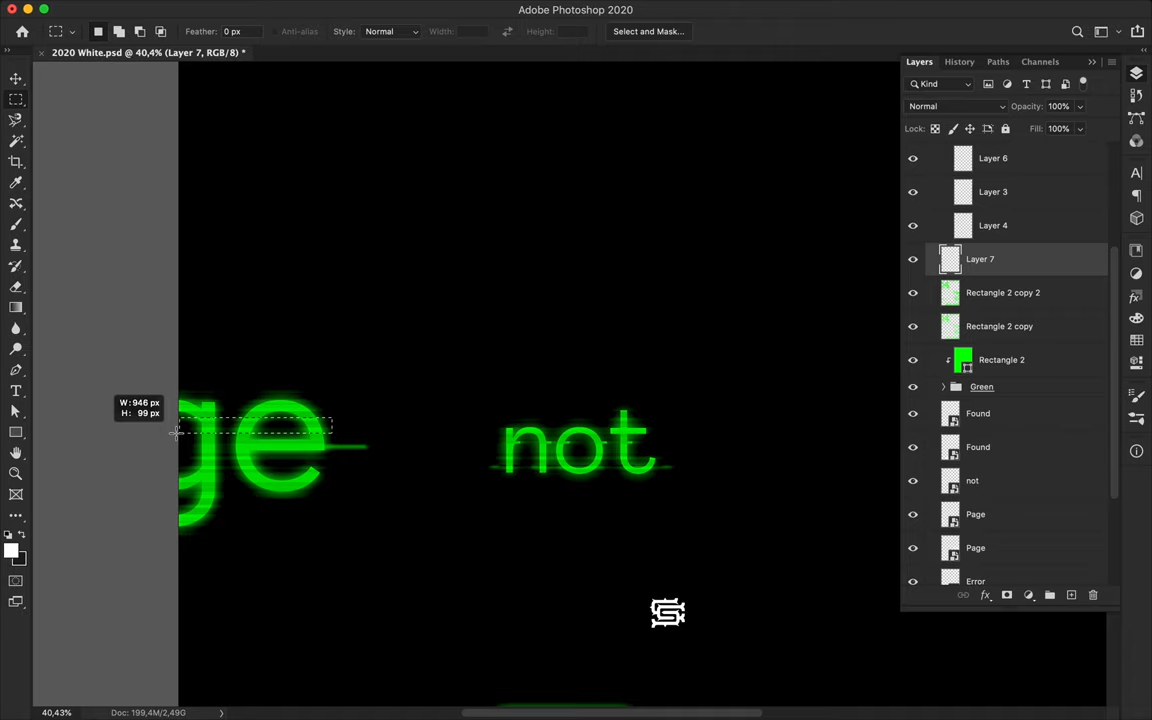 Adobe Photoshop 2020
Feather: 0 px
Anti-alias
Style: Normal
Width:
Height:
Select and Mask...
2020 White.psd @ 40,4% (Layer 7, RGB/8) *
Layers History Paths Channels
Kind
Normal Opacity: 100%
Lock: Fill: 100%
Layer 6
Layer 3
Layer 4
Layer 7
Rectangle 2 copy 2
Rectangle 2 copy
Rectangle 2
Green
Found
Found
not
Page
Page
Error
W: 946 px
H: 99 px
ge
not
40,43% Doc: 199,4M/2,49G